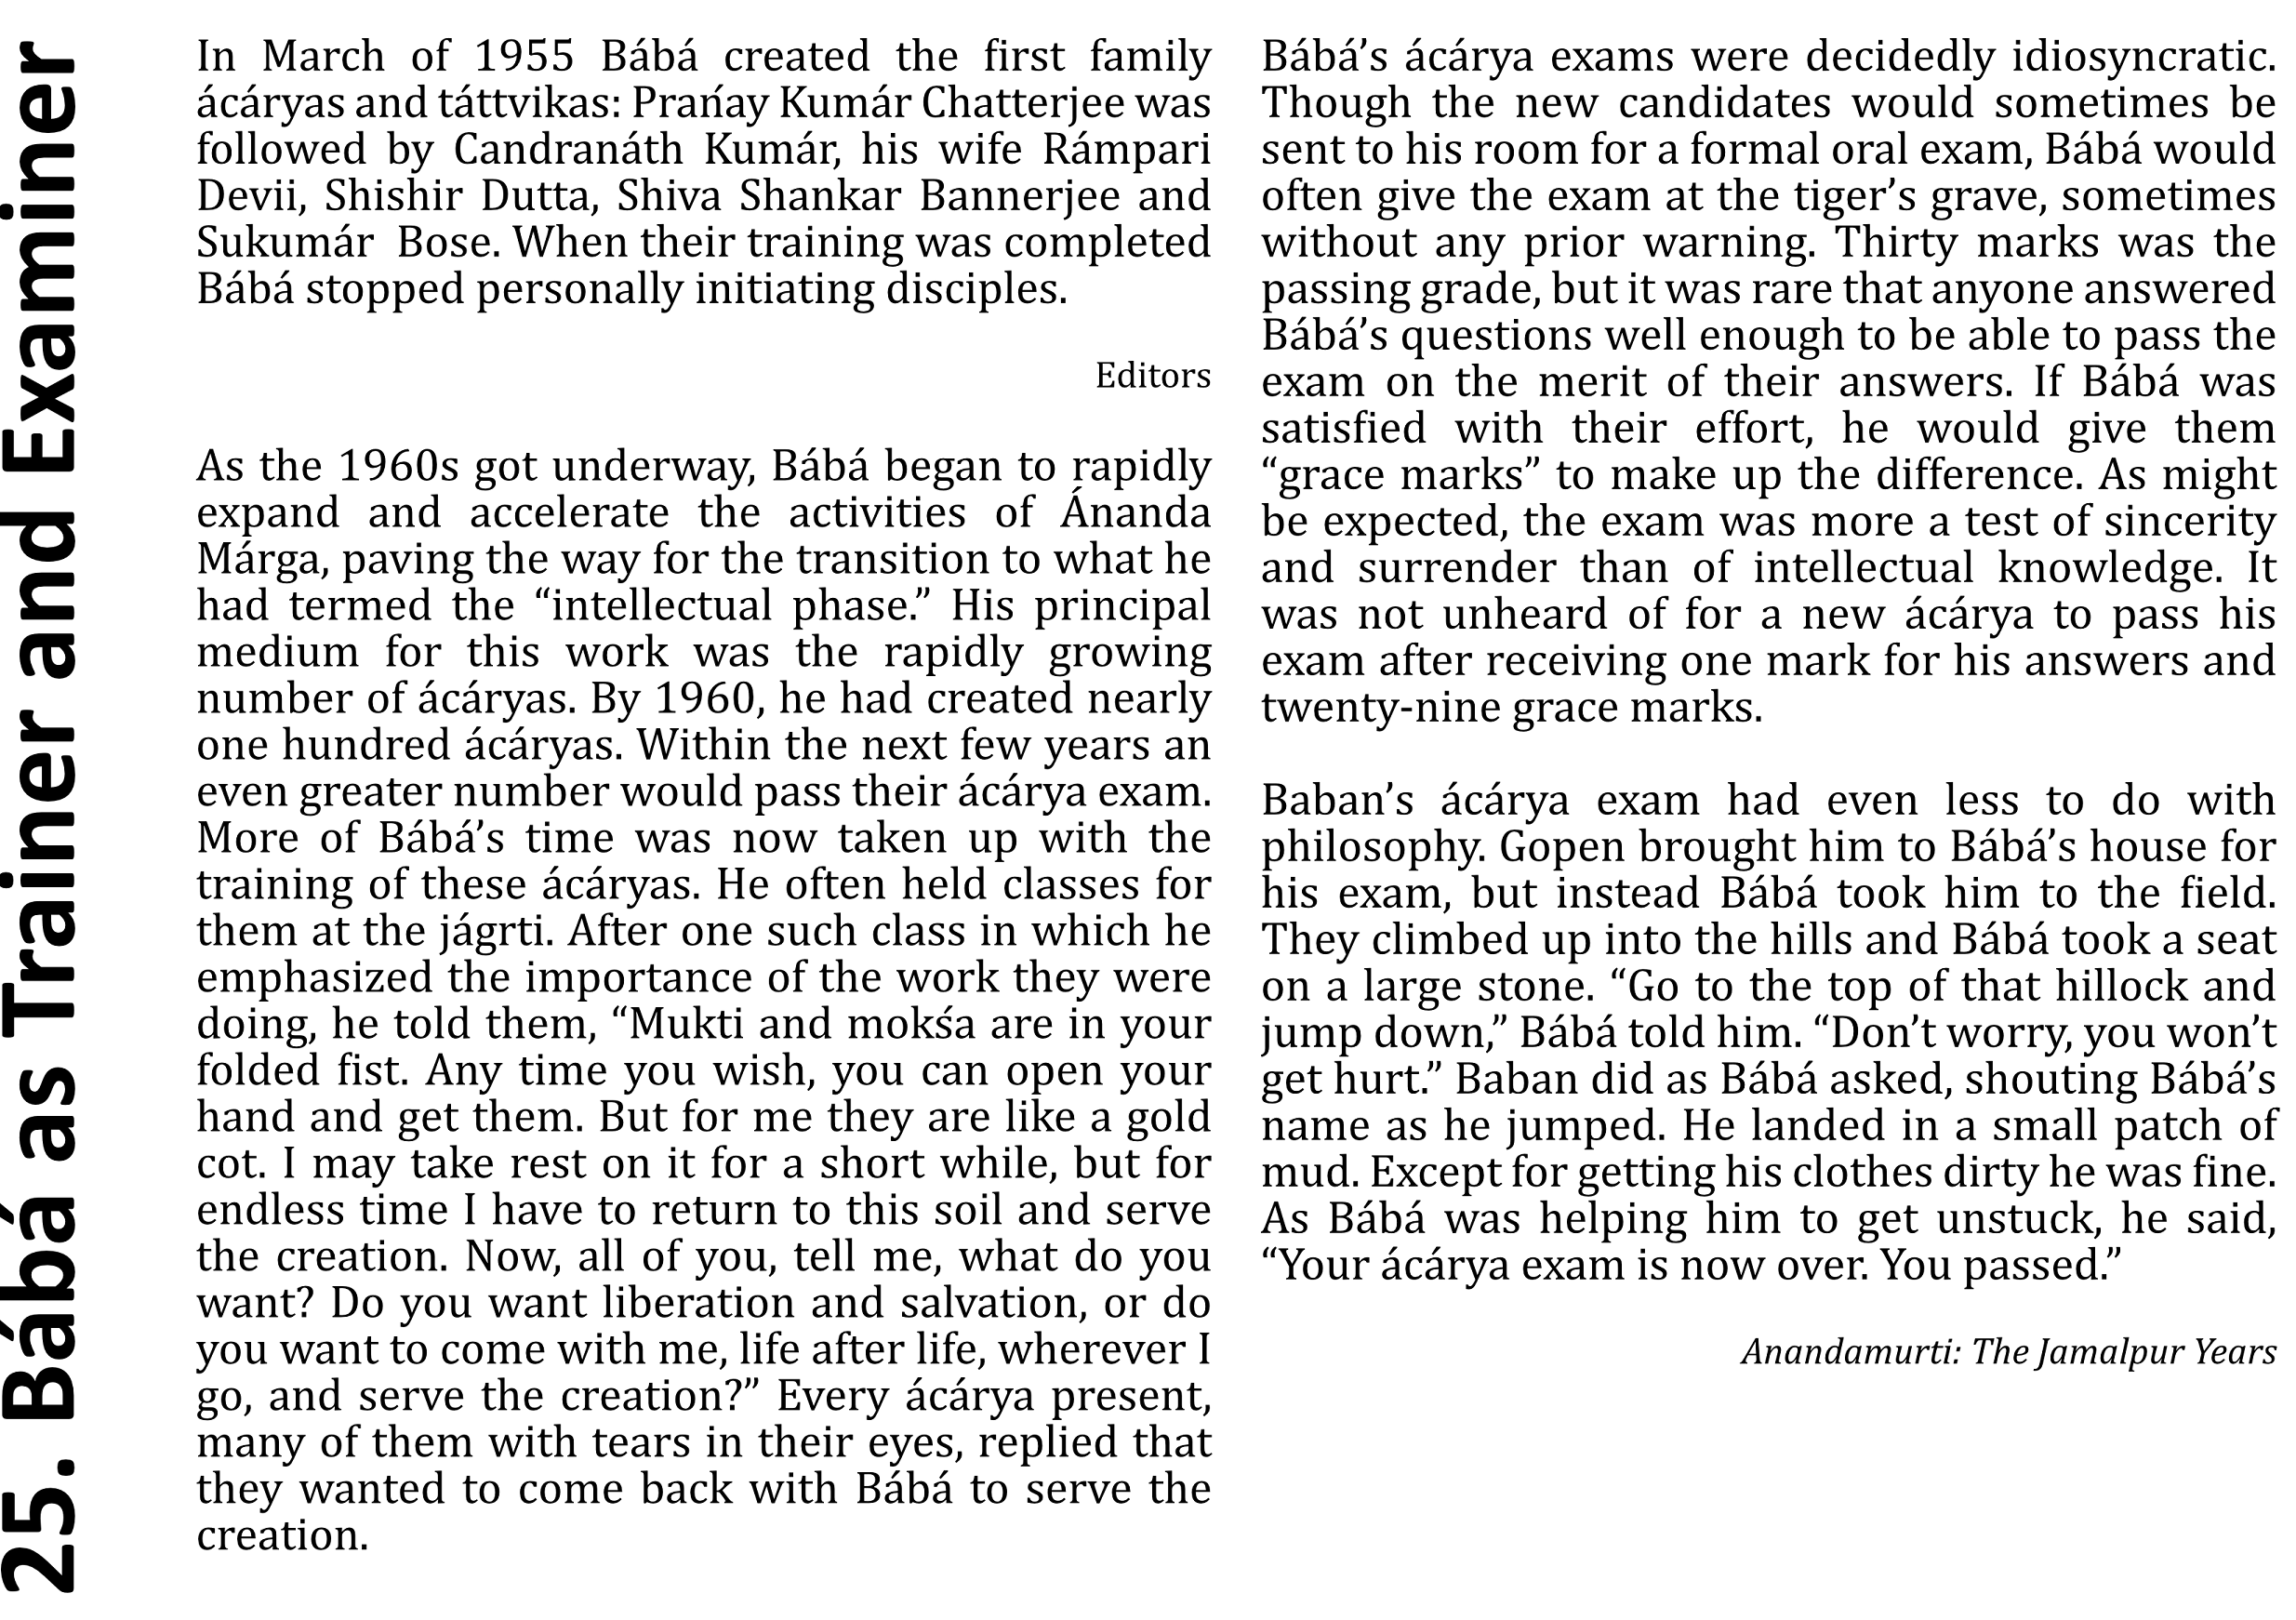 25. Bábá as Trainer and Examiner
In March of 1955 Bábá created the first family
ácáryas and táttvikas: Prańay Kumár Chatterjee was
followed by Candranáth Kumár, his wife Rámpari
Devii, Shishir Dutta, Shiva Shankar Bannerjee and
Sukumár  Bose. When their training was completed
Bábá stopped personally initiating disciples.
Editors
As the 1960s got underway, Bábá began to rapidly
expand and accelerate the activities of Ánanda
Márga, paving the way for the transition to what he
had termed the “intellectual phase.” His principal
medium for this work was the rapidly growing
number of ácáryas. By 1960, he had created nearly
one hundred ácáryas. Within the next few years an
even greater number would pass their ácárya exam.
More of Bábá’s time was now taken up with the
training of these ácáryas. He often held classes for
them at the jágrti. After one such class in which he
emphasized the importance of the work they were
doing, he told them, “Mukti and mokśa are in your
folded fist. Any time you wish, you can open your
hand and get them. But for me they are like a gold
cot. I may take rest on it for a short while, but for
endless time I have to return to this soil and serve
the creation. Now, all of you, tell me, what do you
want? Do you want liberation and salvation, or do
you want to come with me, life after life, wherever I
go, and serve the creation?” Every ácárya present,
many of them with tears in their eyes, replied that
they wanted to come back with Bábá to serve the
creation.
Bábá’s ácárya exams were decidedly idiosyncratic.
Though the new candidates would sometimes be
sent to his room for a formal oral exam, Bábá would
often give the exam at the tiger’s grave, sometimes
without any prior warning. Thirty marks was the
passing grade, but it was rare that anyone answered
Bábá’s questions well enough to be able to pass the
exam on the merit of their answers. If Bábá was
satisfied with their effort, he would give them
“grace marks” to make up the difference. As might
be expected, the exam was more a test of sincerity
and surrender than of intellectual knowledge. It
was not unheard of for a new ácárya to pass his
exam after receiving one mark for his answers and
twenty-nine grace marks.
Baban’s ácárya exam had even less to do with
philosophy. Gopen brought him to Bábá’s house for
his exam, but instead Bábá took him to the field.
They climbed up into the hills and Bábá took a seat
on a large stone. “Go to the top of that hillock and
jump down,” Bábá told him. “Don’t worry, you won’t
get hurt.” Baban did as Bábá asked, shouting Bábá’s
name as he jumped. He landed in a small patch of
mud. Except for getting his clothes dirty he was fine.
As Bábá was helping him to get unstuck, he said,
“Your ácárya exam is now over. You passed.”
Anandamurti: The Jamalpur Years